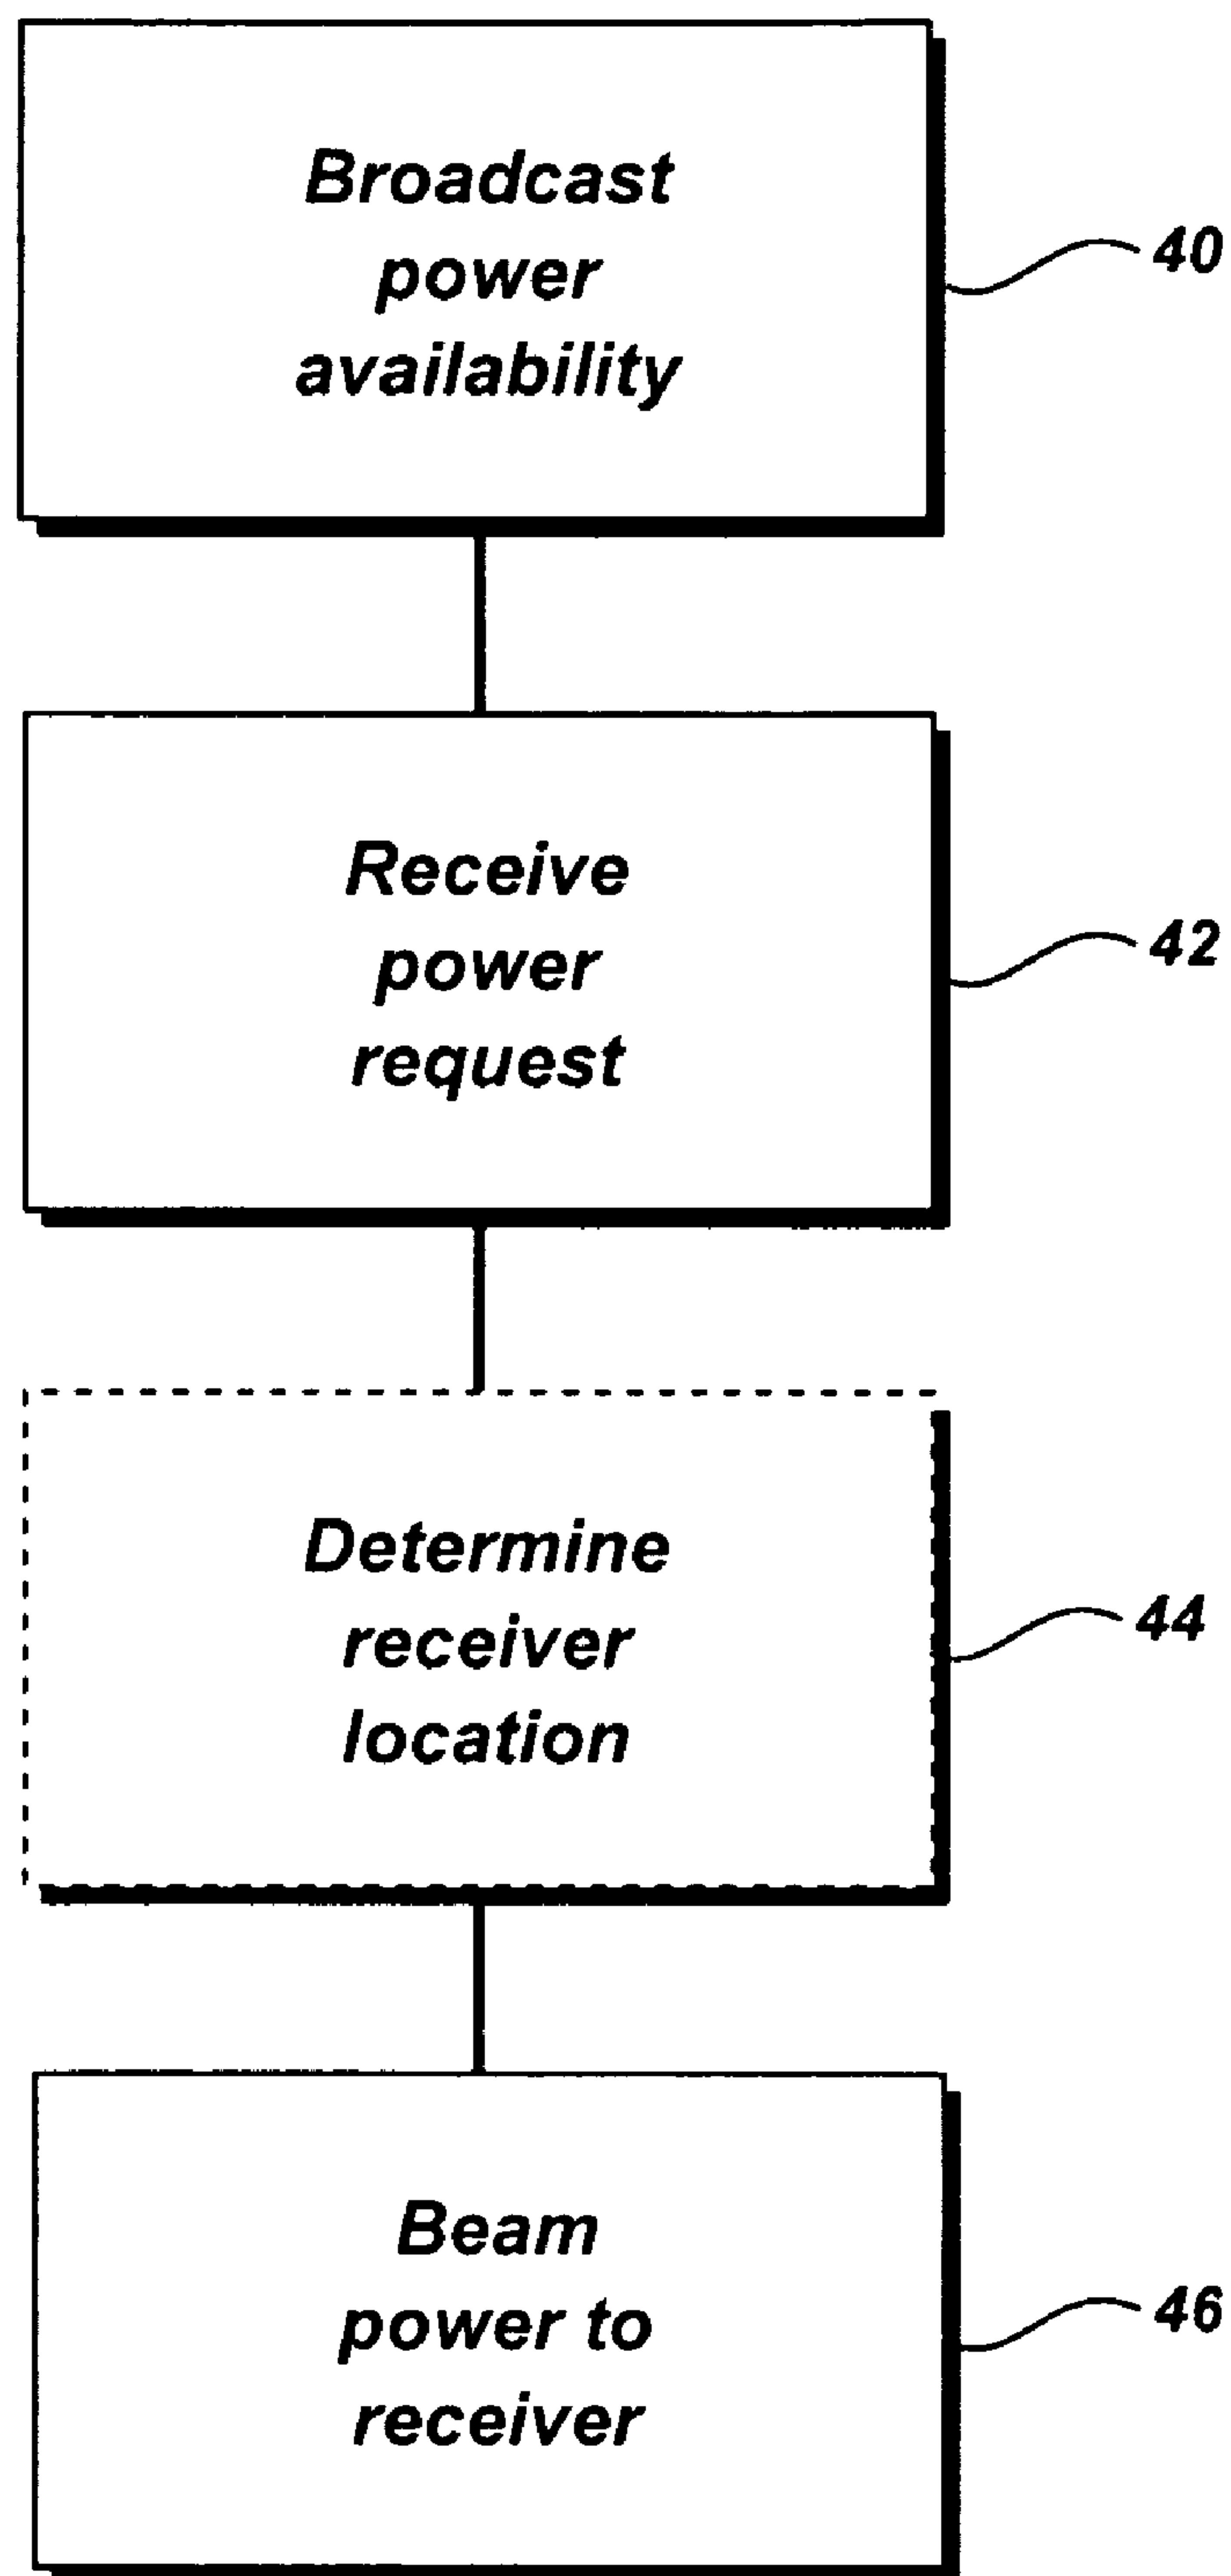 Broadcast
power
availability
40
Receive
power
request
42
Determine
receiver
location
44
Beam
power to
receiver
46